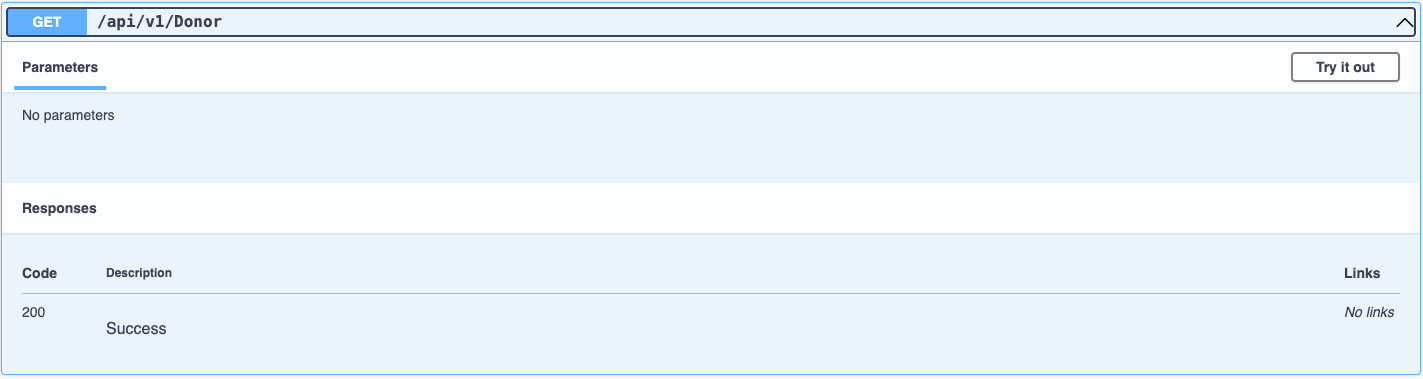 GET /api/v1/Donor
Parameters Try it out
No parameters
Responses
Code Description Links
200 Success No links